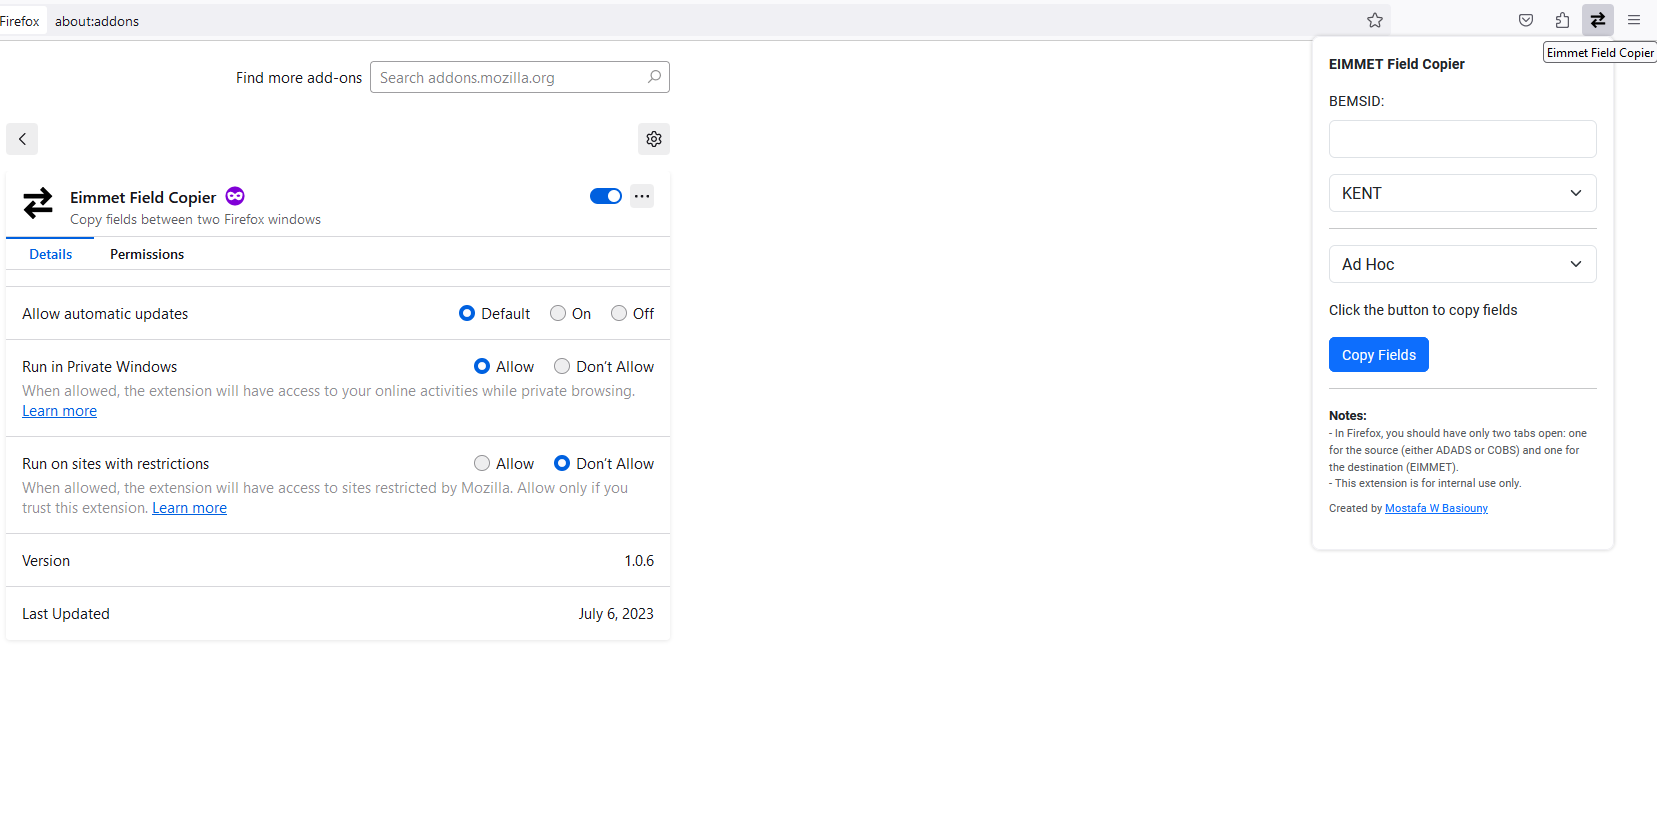 Firefox about:addons
Eimmet Field Copier
Find more add-ons Search addons.mozilla.org
Eimmet Field Copier
Copy fields between two Firefox windows
Details Permissions
Allow automatic updates Default On Off
Run in Private Windows Allow Don't Allow
When allowed, the extension will have access to your online activities while private browsing.
Learn more
Run on sites with restrictions Allow Don't Allow
When allowed, the extension will have access to sites restricted by Mozilla. Allow only if you
trust this extension. Learn more
Version 1.0.6
Last Updated July 6, 2023
EIMMET Field Copier
BEMSID:
KENT
Ad Hoc
Click the button to copy fields
Copy Fields
Notes:
- In Firefox, you should have only two tabs open: one
for the source (either ADADS or COBS) and one for
the destination (EIMMET).
- This extension is for internal use only.
Created by Mostafa W Basiouny